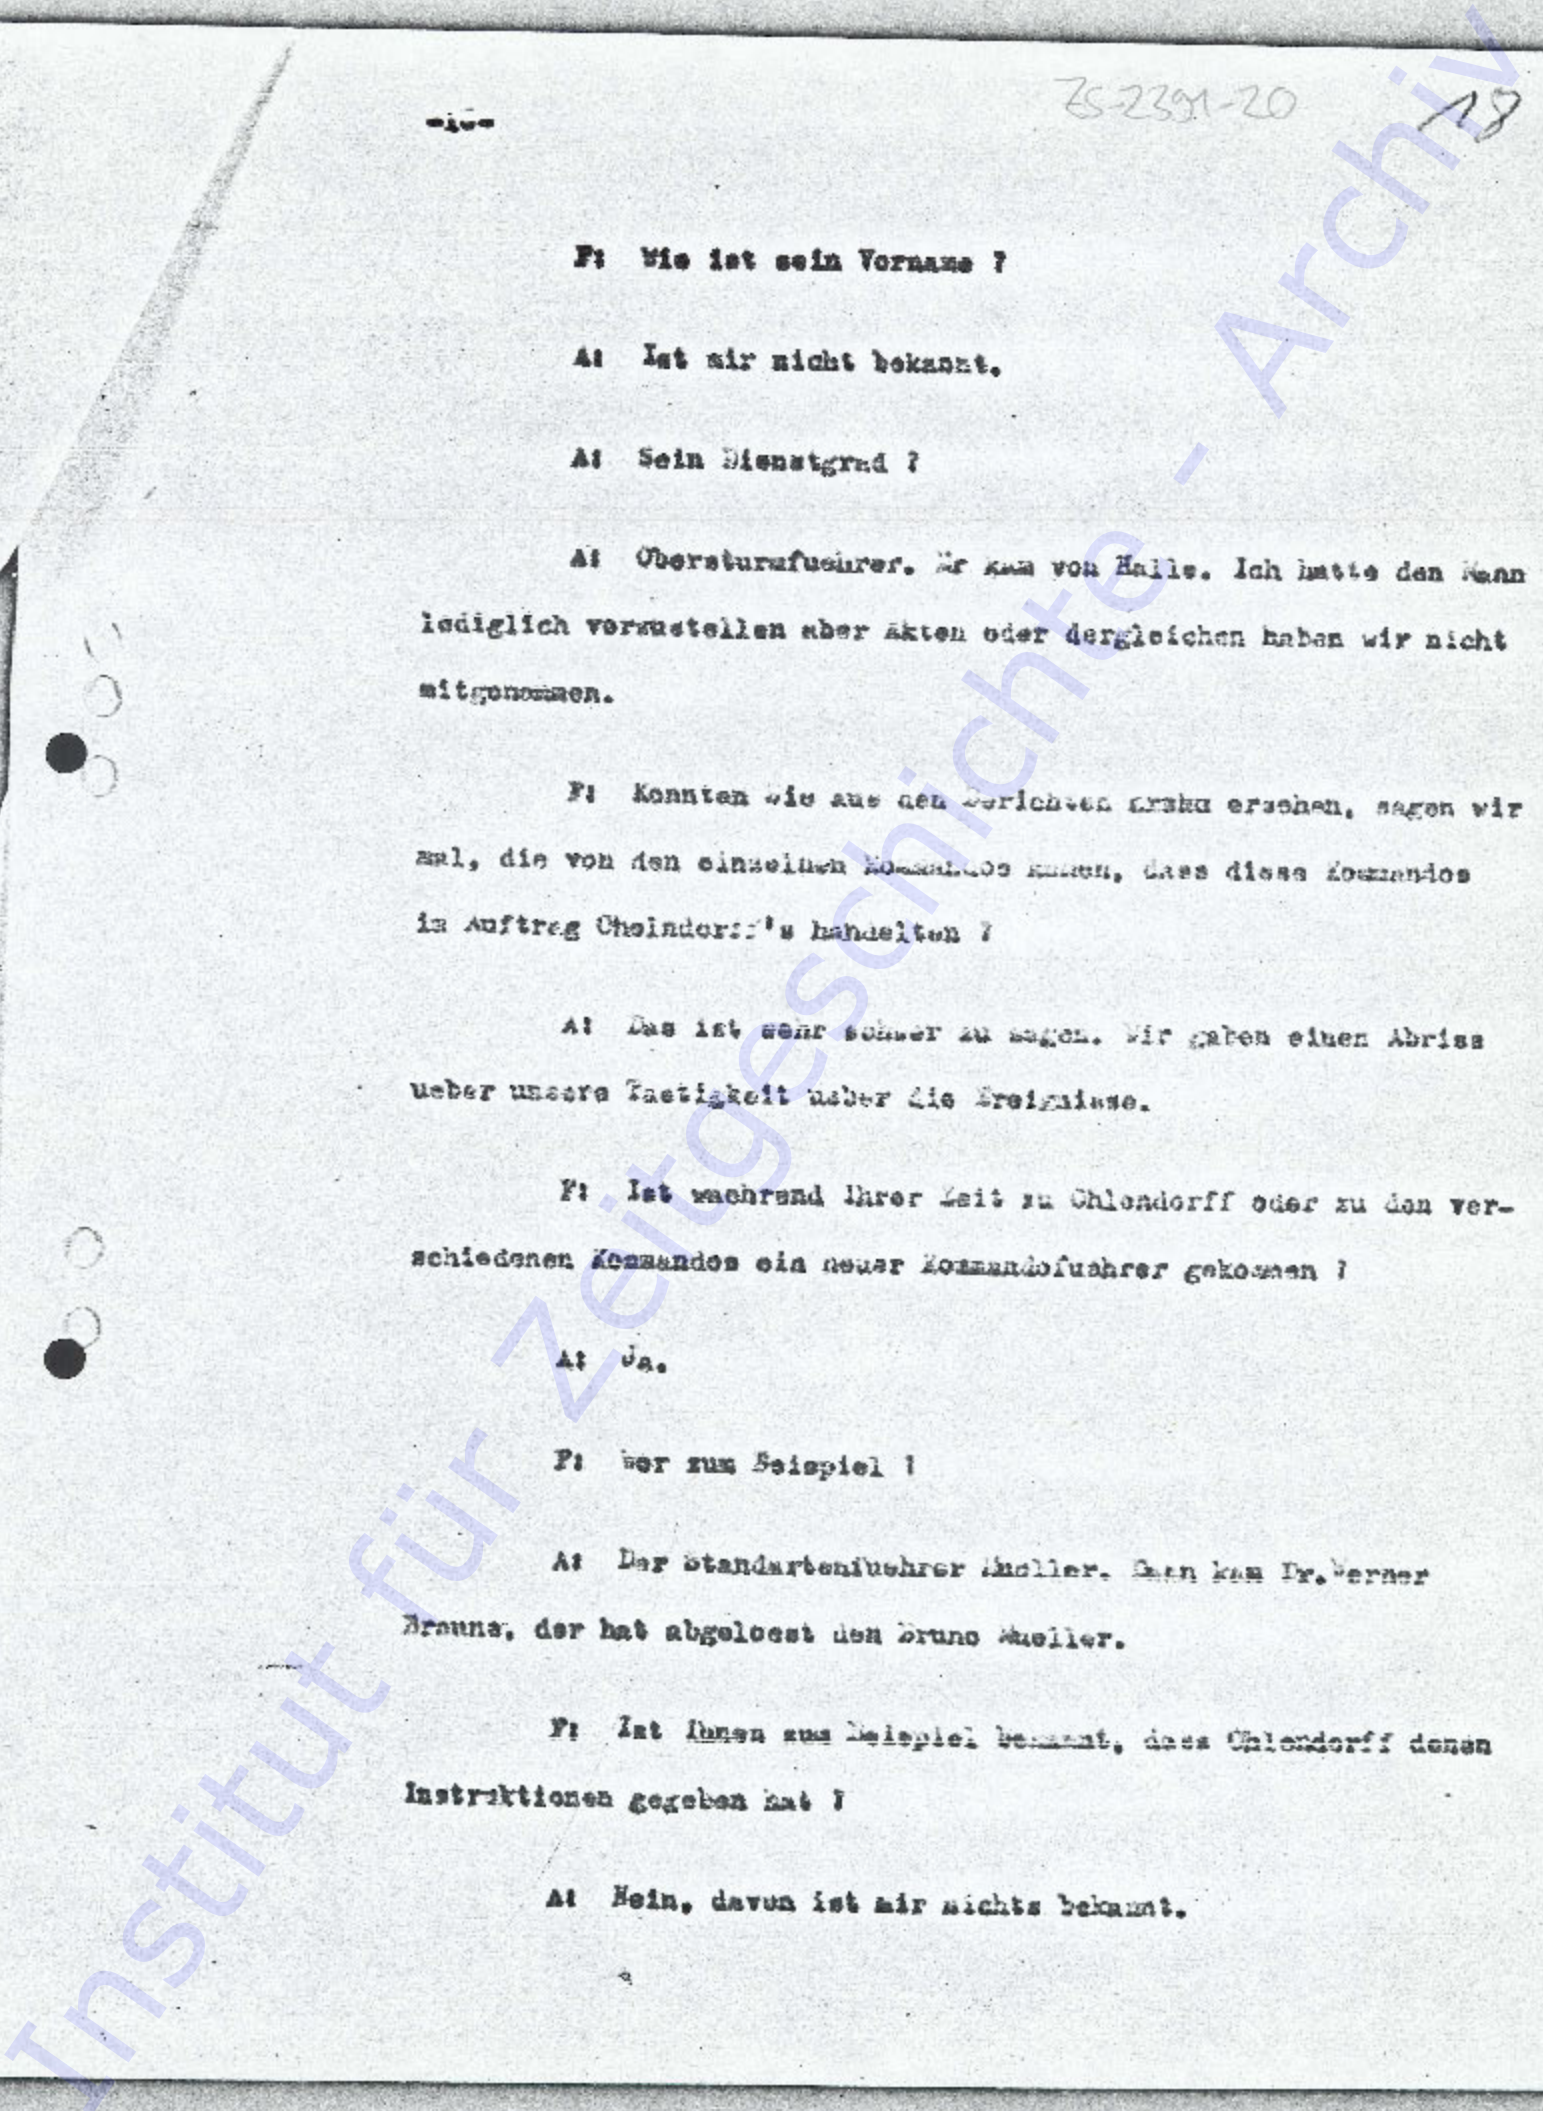 ZS-2391-20
18
F: Wie ist sein Vorname ?
A: Ist mir nicht bekannt.
A: Sein Dienstgrad ?
A: Obersturmfuehrer. Er kam von Halle. Ich hatte den Mann
lediglich vorzustellen aber Akten oder dergleichen haben wir nicht
mitgenommen.
F: Konnten Sie aus den Berichten ersehen, sagen wir
mal, die von den einzelnen Kommandos kamen, dass diese Kommandos
im Auftrag Oholndorff's handelten ?
A: Das ist sehr schwer zu sagen. Wir gaben einen Abriss
ueber unsere Taetigkeit ueber die Ereignisse.
F: Ist waehrend Ihrer Zeit zu Ohlendorff oder zu den ver-
schiedenen Kommandos ein neuer Kommandofuehrer gekommen ?
A: Ja.
F: Wer zum Beispiel ?
A: Der Standartenfuehrer Mueller. Dann kam Dr.Werner
Brauns, der hat abgeloest den Bruno Mueller.
F: Ist Ihnen zum Beispiel bekannt, dass Ohlendorff denen
Instruktionen gegeben hat ?
A: Nein, davon ist mir nichts bekannt.
Institut für Zeitgeschichte - Archiv